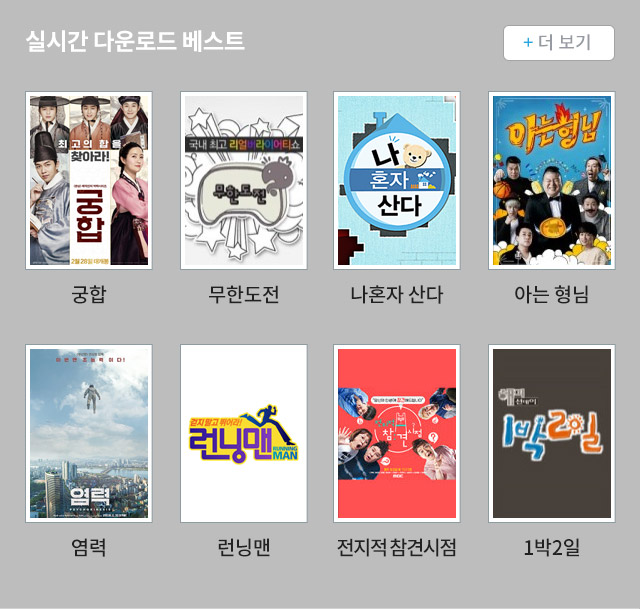 실시간 다운로드 베스트
+ 더 보기
최고의 합을
찾아라!
궁합
2월 28일 대개봉
국내 최고 리얼버라이어티쇼
무한도전
나
혼자
산다
아는형님
궁합
무한도전
나혼자 산다
아는 형님
염력
PSYCHOKINESIS
걷지말고 뛰어라!
런닝맨
RUNNING
MAN
참견시점
MBC
1박2일
염력
런닝맨
전지적 참견시점
1박2일